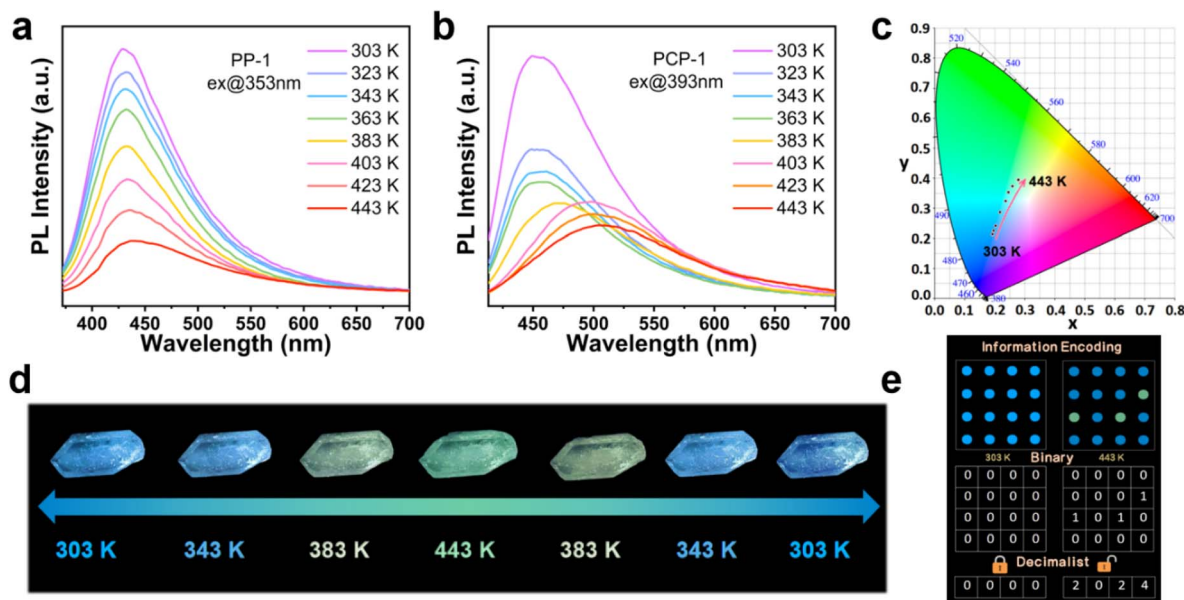 a
PP-1
ex@353nm
303 K
323 K
343 K
363 K
383 K
403 K
423 K
443 K
PL Intensity (a.u.)
400 450 500 550 600 650 700
Wavelength (nm)
b
PCP-1
ex@393nm
303 K
323 K
343 K
363 K
383 K
403 K
423 K
443 K
PL Intensity (a.u.)
450 500 550 600 650 700
Wavelength (nm)
c
0.9
0.8
0.7
0.6
0.5
0.4
0.3
0.2
0.1
0.0
y
520
540
560
580
600
620
700
490
480
470
460
380
443 K
303 K
0.0 0.1 0.2 0.3 0.4 0.5 0.6 0.7 0.8
x
d
303 K 343 K 383 K 443 K 383 K 343 K 303 K
e
Information Encoding
303 K Binary 443 K
0 0 0 0 0 0 0 0
0 0 0 0 0 0 0 1
0 0 0 0 1 0 1 0
0 0 0 0 0 0 0 0
Decimalist
0 0 0 0 2 0 2 4